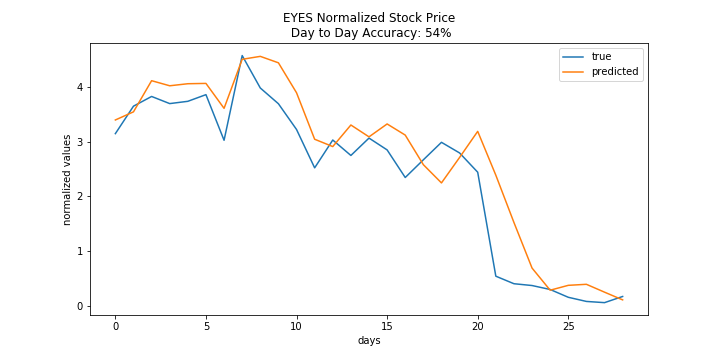 EYES Normalized Stock Price
Day to Day Accuracy: 54%
true
predicted
normalized values
4
3
2
1
0
0
5
10
15
20
25
days